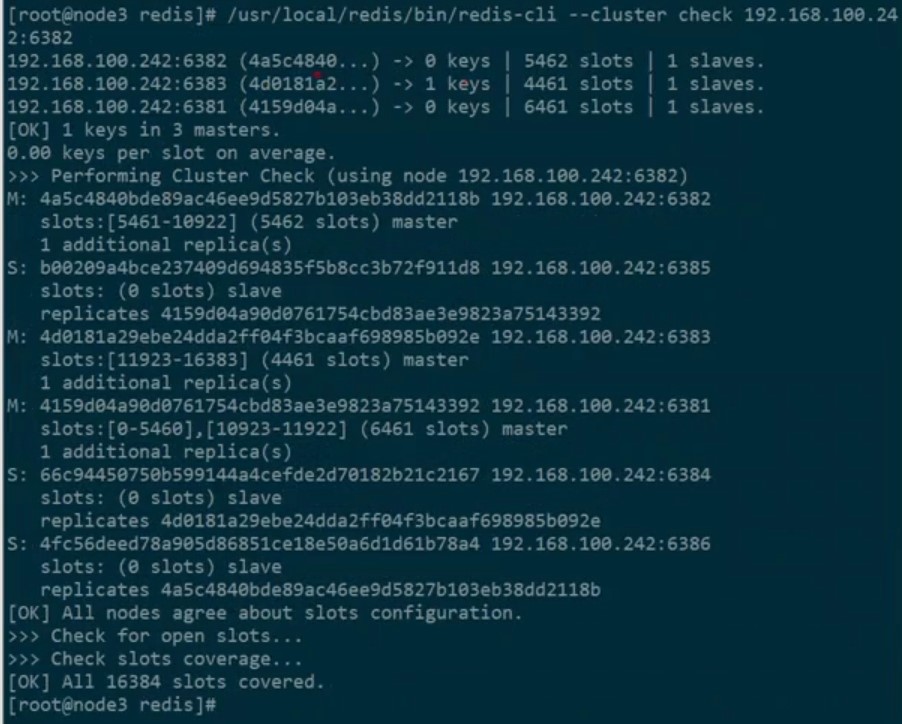 [root@node3 redis]# /usr/local/redis/bin/redis-cli --cluster check 192.168.100.24
2:6382
192.168.100.242:6382 (4a5c4840...) -> 0 keys | 5462 slots | 1 slaves.
192.168.100.242:6383 (4d0181a2...) -> 1 keys | 4461 slots | 1 slaves.
192.168.100.242:6381 (4159d04a...) -> 0 keys | 6461 slots | 1 slaves.
[OK] 1 keys in 3 masters.
0.00 keys per slot on average.
>>> Performing Cluster Check (using node 192.168.100.242:6382)
M: 4a5c4840bde89ac46ee9d5827b103eb38dd2118b 192.168.100.242:6382
   slots:[5461-10922] (5462 slots) master
   1 additional replica(s)
S: b00209a4bce237409d694835f5b8cc3b72f911d8 192.168.100.242:6385
   slots: (0 slots) slave
   replicates 4159d04a90d0761754cbd83ae3e9823a75143392
M: 4d0181a29ebe24dda2ff04f3bcaaf698985b092e 192.168.100.242:6383
   slots:[11923-16383] (4461 slots) master
   1 additional replica(s)
M: 4159d04a90d0761754cbd83ae3e9823a75143392 192.168.100.242:6381
   slots:[0-5460],[10923-11922] (6461 slots) master
   1 additional replica(s)
S: 66c94450750b599144a4cefde2d70182b21c2167 192.168.100.242:6384
   slots: (0 slots) slave
   replicates 4d0181a29ebe24dda2ff04f3bcaaf698985b092e
S: 4fc56deed78a905d86851ce18e50a6d1d61b78a4 192.168.100.242:6386
   slots: (0 slots) slave
   replicates 4a5c4840bde89ac46ee9d5827b103eb38dd2118b
[OK] All nodes agree about slots configuration.
>>> Check for open slots...
>>> Check slots coverage...
[OK] All 16384 slots covered.
[root@node3 redis]#